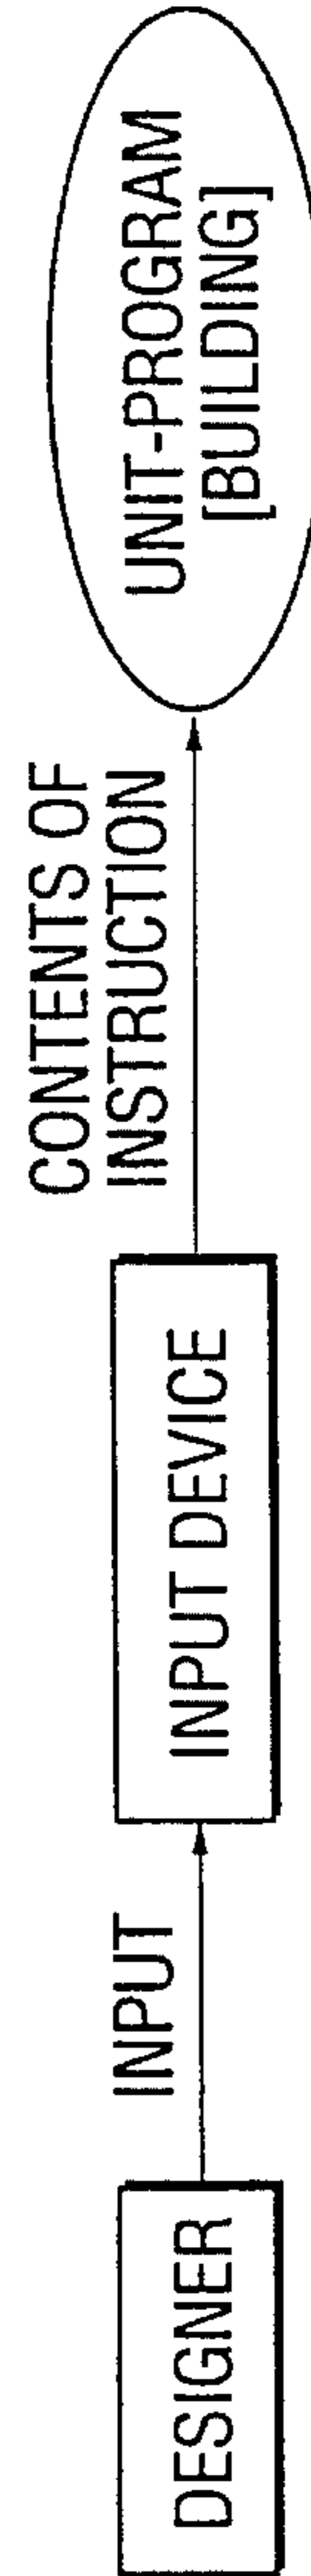 DESIGNER
INPUT
INPUT DEVICE
CONTENTS OF
INSTRUCTION
UNIT-PROGRAM
[BUILDING]